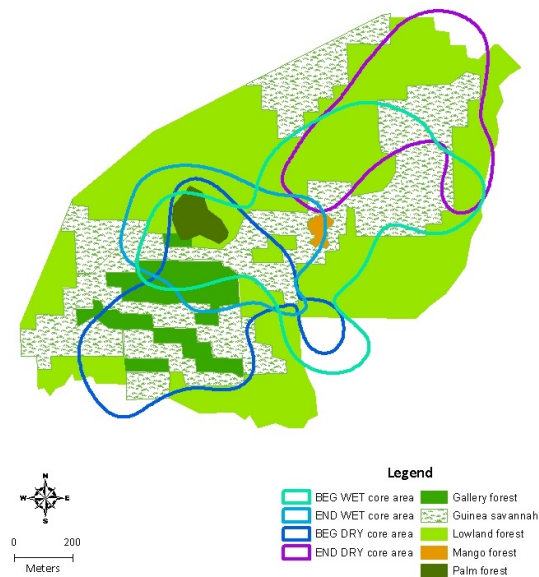 N
W E
S
0 200
Meters
Legend
BEG WET core area
END WET core area
BEG DRY core area
END DRY core area
Gallery forest
Guinea savannah
Lowland forest
Mango forest
Palm forest